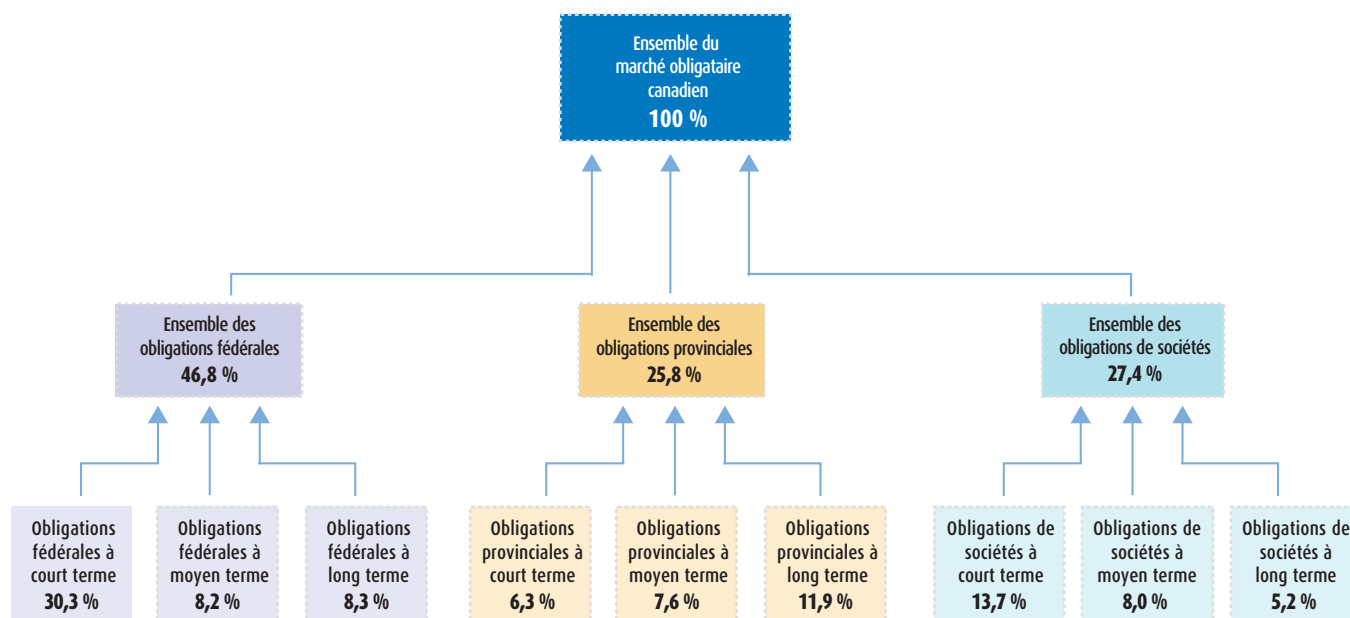 Ensemble du
marché obligataire
canadien
100 %
Ensemble des
obligations fédérales
46,8 %
Ensemble des
obligations provinciales
25,8 %
Ensemble des
obligations de sociétés
27,4 %
Obligations
fédérales à
court terme
30,3 %
Obligations
fédérales à
moyen terme
8,2 %
Obligations
fédérales à
long terme
8,3 %
Obligations
provinciales à
court terme
6,3 %
Obligations
provinciales à
moyen terme
7,6 %
Obligations
provinciales à
long terme
11,9 %
Obligations de
sociétés à
court terme
13,7 %
Obligations de
sociétés à
moyen terme
8,0 %
Obligations de
sociétés à
long terme
5,2 %